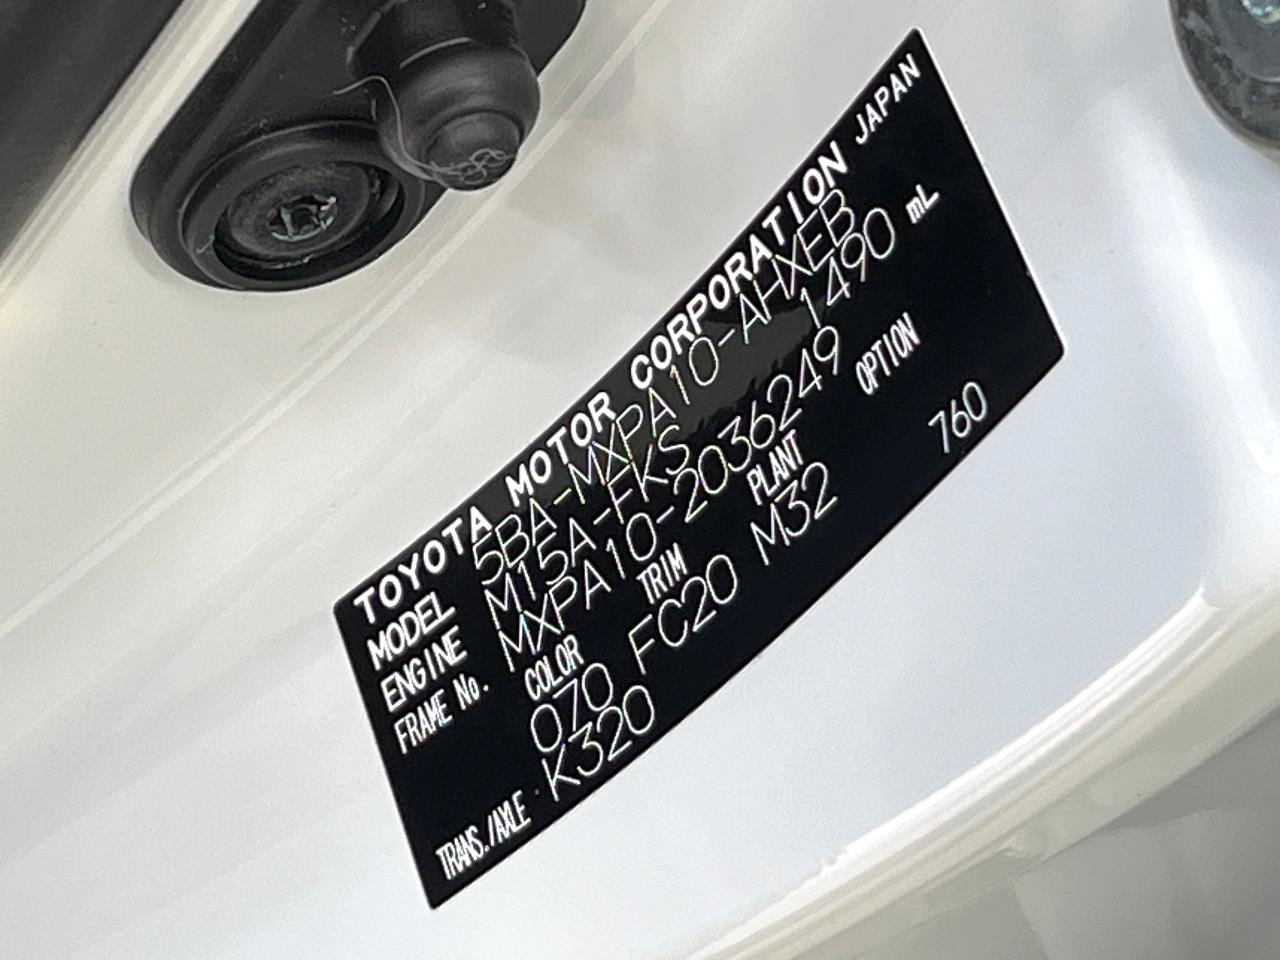 TOYOTA MOTOR CORPORATION JAPAN
MODEL 5BA-MXPA10-AHXEB
ENGINE M15A-FKS 1490 mL
FRAME No. MXPA10-2036249
COLOR TRIM PLANT OPTION
070 FC20 M32 760
TRANS./AXLE K320